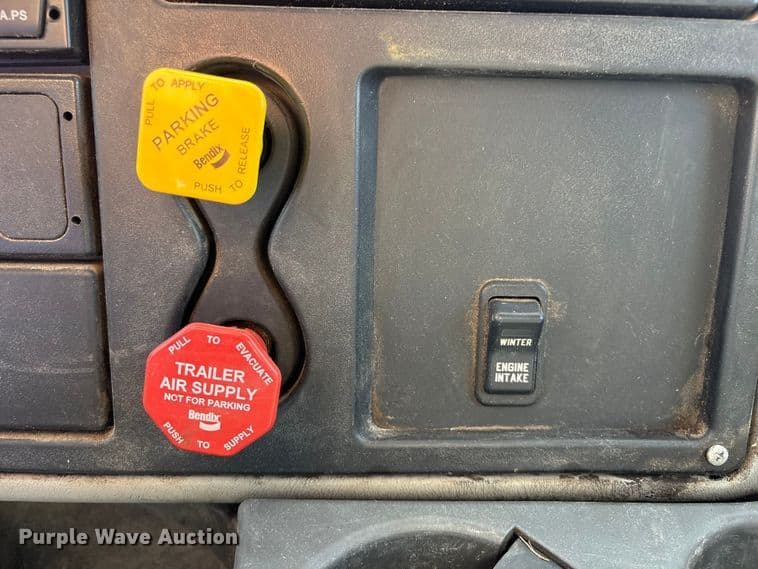 A.PS
PULL TO APPLY
PARKING
BRAKE
Bendix
PUSH TO RELEASE
PULL TO EVACUATE
TRAILER
AIR SUPPLY
NOT FOR PARKING
Bendix
PUSH TO SUPPLY
WINTER
ENGINE
INTAKE
Purple Wave Auction